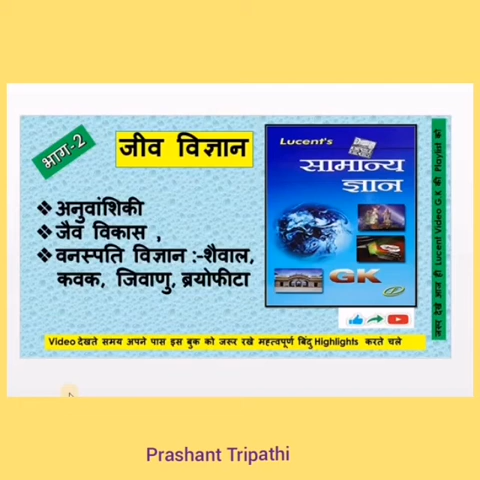 भाग-2
जीव विज्ञान
Lucent's
सामान्य
ज्ञान
GK
❖ अनुवांशिकी
❖ जैव विकास ,
❖ वनस्पति विज्ञान :-शैवाल,
कवक, जिवाणु, ब्रयोफीटा
जरूर देखे आज ही Lucent Video G.K की Playlist को
Video देखते समय अपने पास इस बुक को जरूर रखे महत्वपूर्ण बिंदु Highlights करते चले
Prashant Tripathi